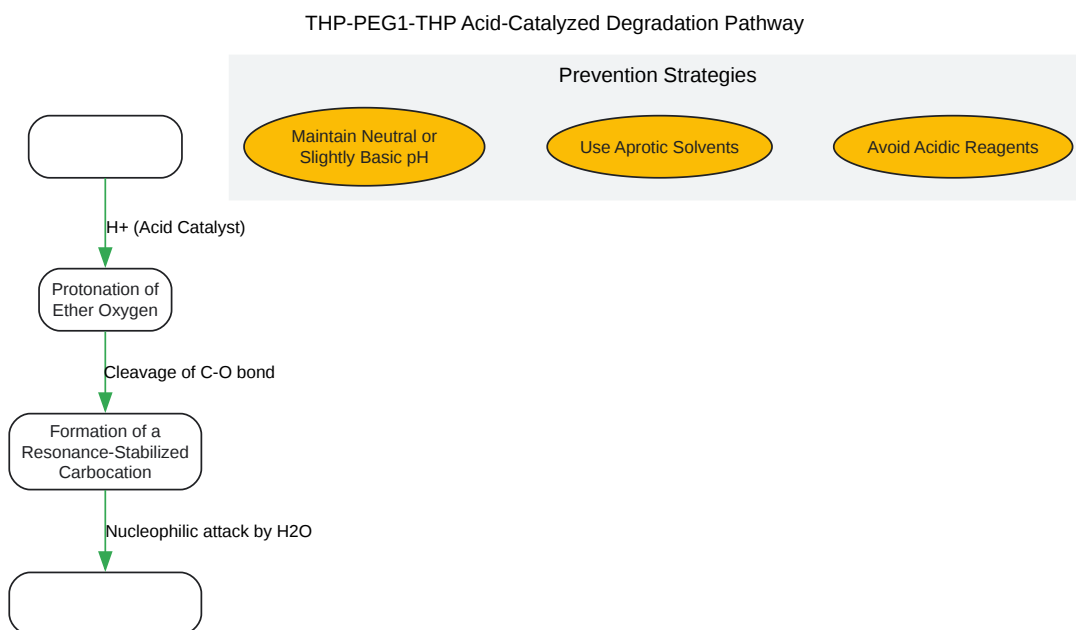 THP-PEG1-THP Acid-Catalyzed Degradation Pathway
Prevention Strategies
Maintain Neutral or
Slightly Basic pH
Use Aprotic Solvents
Avoid Acidic Reagents
H+ (Acid Catalyst)
Protonation of
Ether Oxygen
Cleavage of C-O bond
Formation of a
Resonance-Stabilized
Carbocation
Nucleophilic attack by H2O